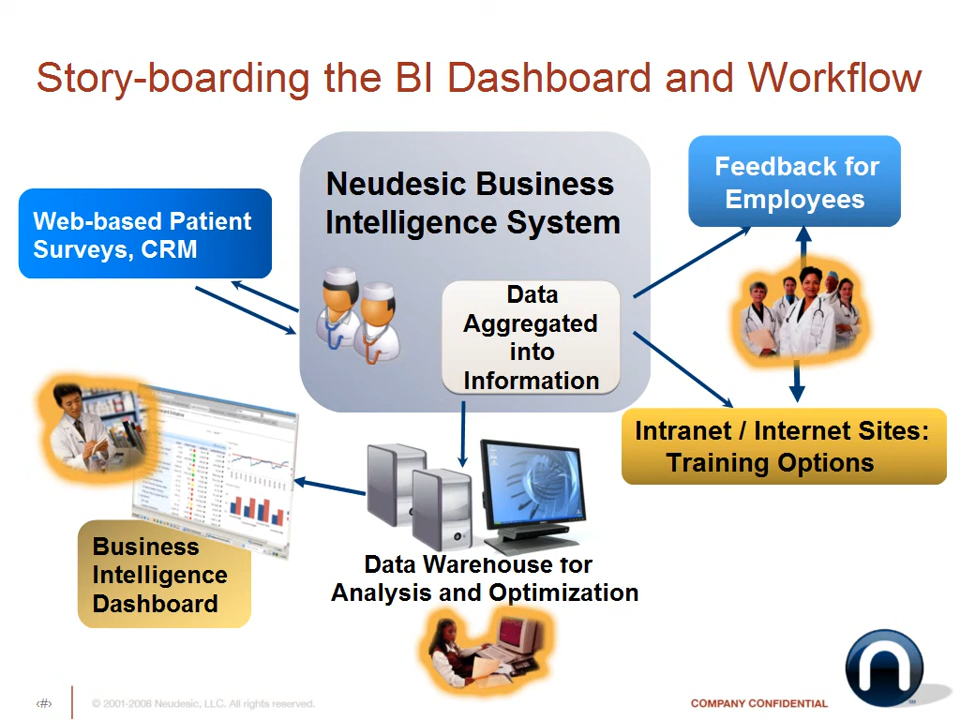 Story-boarding the BI Dashboard and Workflow
Neudesic Business
Intelligence System
Feedback for
Employees
Web-based Patient
Surveys, CRM
Data
Aggregated
into
Information
Intranet / Internet Sites:
Training Options
Business
Intelligence
Dashboard
Data Warehouse for
Analysis and Optimization
‹#›
© 2001-2008 Neudesic, LLC. All rights reserved.
COMPANY CONFIDENTIAL
n